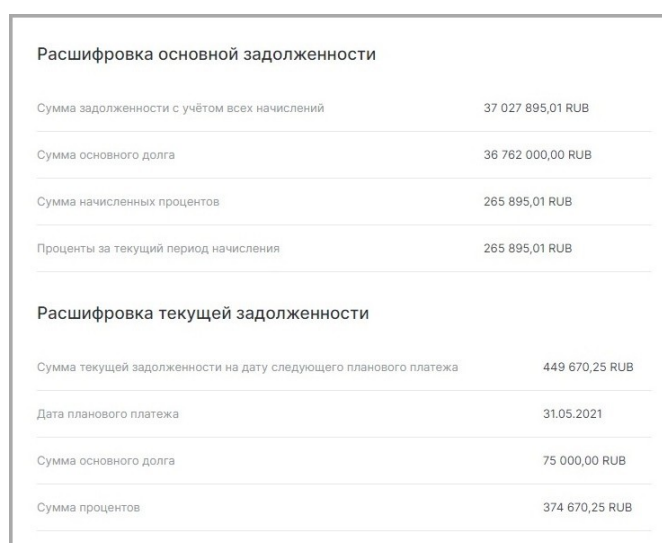 Расшифровка основной задолженности
Сумма задолженности с учётом всех начислений 37 027 895,01 RUB
Сумма основного долга 36 762 000,00 RUB
Сумма начисленных процентов 265 895,01 RUB
Проценты за текущий период начисления 265 895,01 RUB
Расшифровка текущей задолженности
Сумма текущей задолженности на дату следующего планового платежа 449 670,25 RUB
Дата планового платежа 31.05.2021
Сумма основного долга 75 000,00 RUB
Сумма процентов 374 670,25 RUB